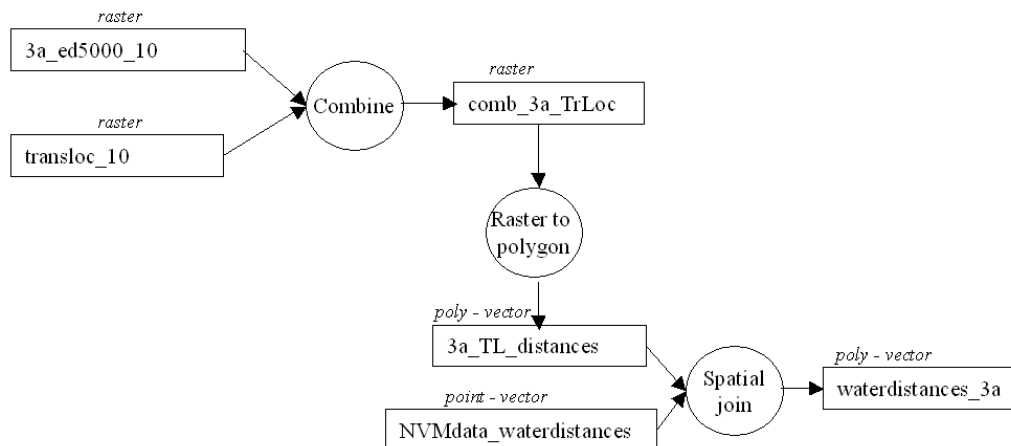 raster
3a_ed5000_10
raster
transloc_10
Combine
raster
comb_3a_TrLoc
Raster to
polygon
poly - vector
3a_TL_distances
point - vector
NVMdata_waterdistances
Spatial
join
poly - vector
waterdistances_3a